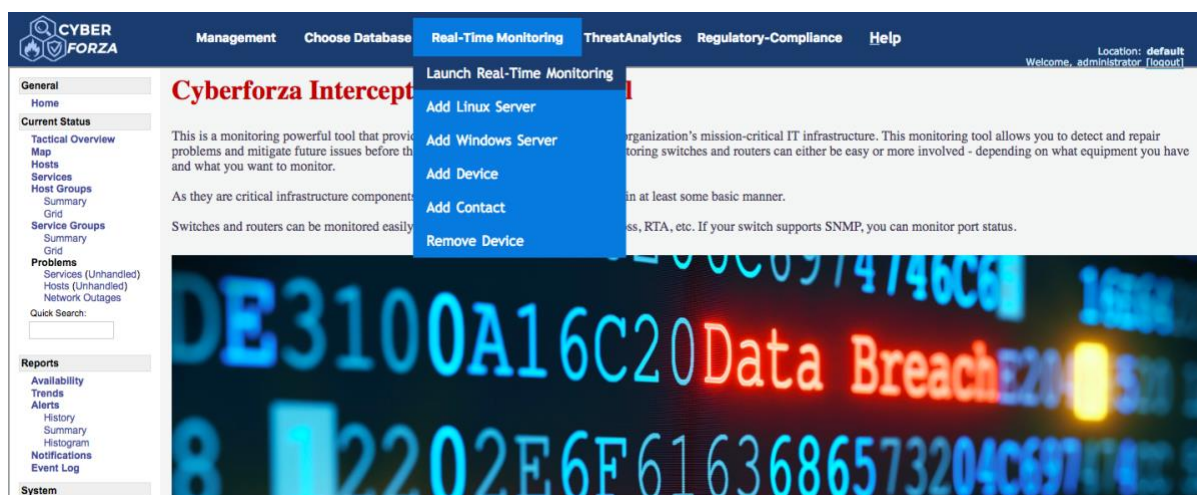 CYBER
FORZA
Management Choose Database Real-Time Monitoring ThreatAnalytics Regulatory-Compliance Help
Location: default
Welcome, administrator [logout]
Launch Real-Time Monitoring
Add Linux Server
Add Windows Server
Add Device
Add Contact
Remove Device
General
Home
Current Status
Tactical Overview
Map
Hosts
Services
Host Groups
Summary
Grid
Service Groups
Summary
Grid
Problems
Services (Unhandled)
Hosts (Unhandled)
Network Outages
Quick Search:
Reports
Availability
Trends
Alerts
History
Summary
Histogram
Notifications
Event Log
System
Cyberforza Intercept
This is a monitoring powerful tool that organization's mission-critical IT infrastructure. This monitoring tool allows you to detect and repair
problems and mitigate future issues before switches and routers can either be easy or more involved - depending on what equipment you have
and what you want to monitor.
As they are critical infrastructure components in at least some basic manner.
Switches and routers can be monitored easily RTA, etc. If your switch supports SNMP, you can monitor port status.
DE3100A16C20Data Breach
2202E6F6163686573204C697